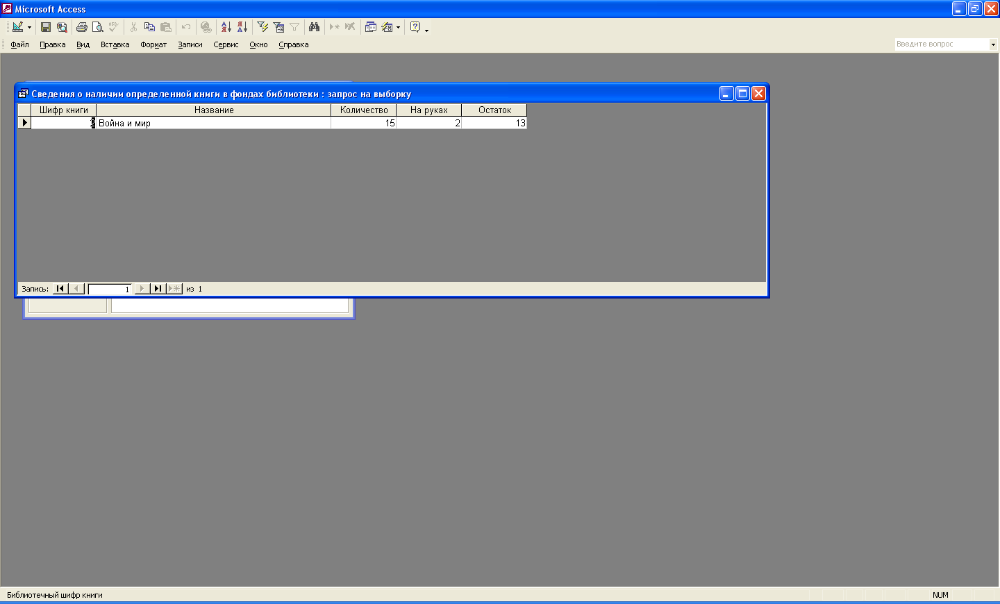 Microsoft Access
Файл Правка Вид Вставка Формат Записи Сервис Окно Справка
Введите вопрос
Сведения о наличии определенной книги в фондах библиотеки : запрос на выборку
Шифр книги Название Количество На руках Остаток
2 Война и мир 15 2 13
Запись: 1 из 1
Библиотечный шифр книги NUM